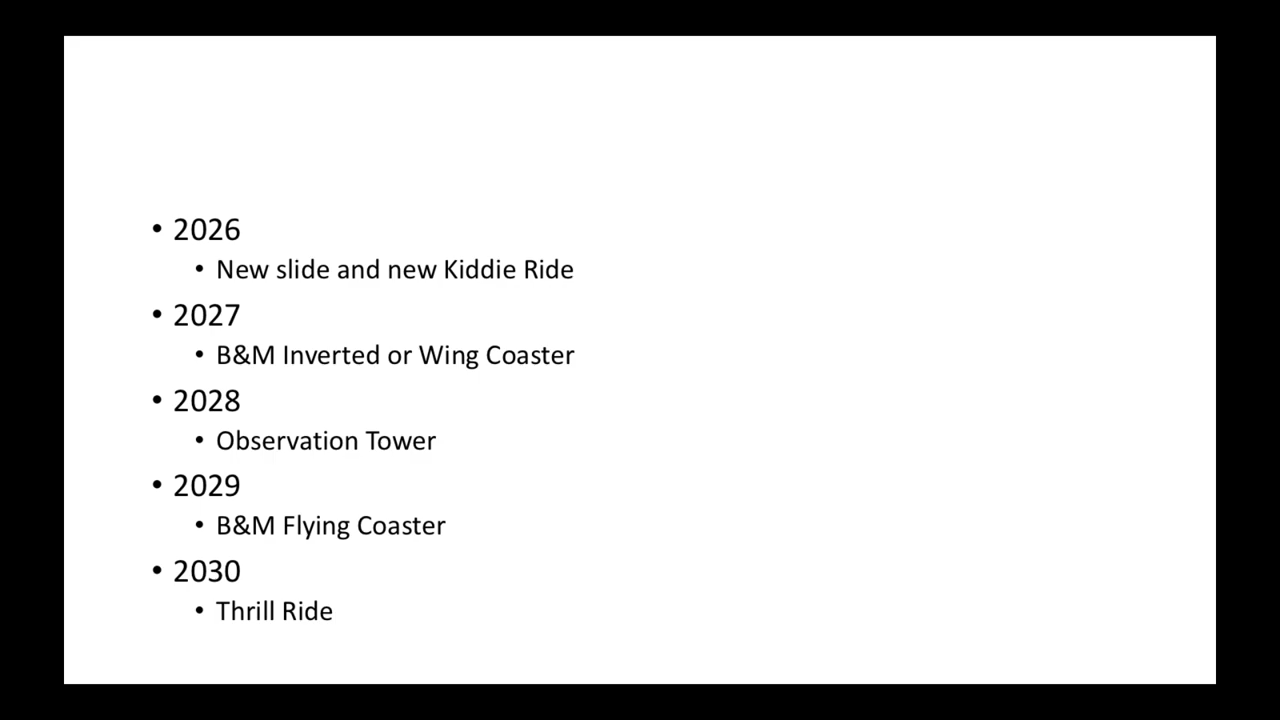 • 2026
• New slide and new Kiddie Ride
• 2027
• B&M Inverted or Wing Coaster
• 2028
• Observation Tower
• 2029
• B&M Flying Coaster
• 2030
• Thrill Ride